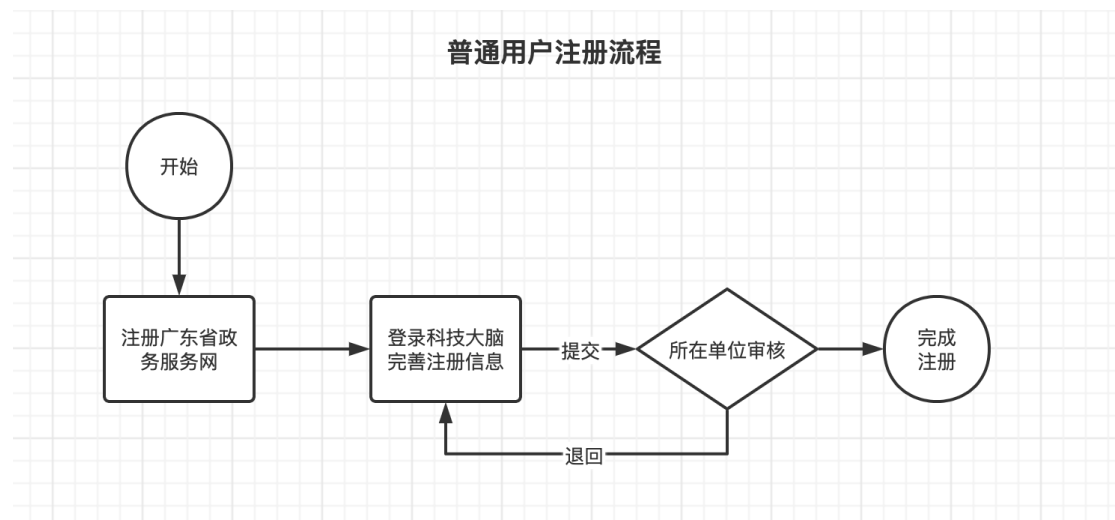 普通用户注册流程
开始
注册广东省政
务服务网
登录科技大脑
完善注册信息
提交
所在单位审核
完成
注册
退回